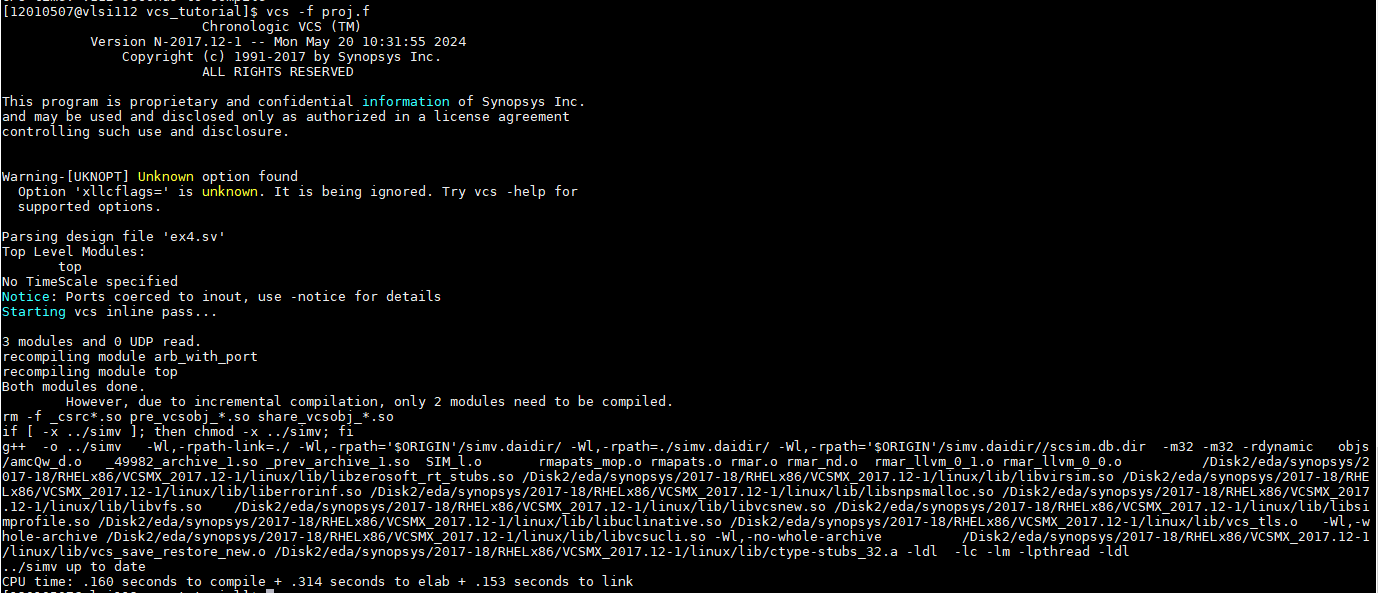 [12010507@vlsi112 vcs_tutorial]$ vcs -f proj.f
Chronologic VCS (TM)
Version N-2017.12-1 -- Mon May 20 10:31:55 2024
Copyright (c) 1991-2017 by Synopsys Inc.
ALL RIGHTS RESERVED
This program is proprietary and confidential information of Synopsys Inc.
and may be used and disclosed only as authorized in a license agreement
controlling such use and disclosure.
Warning-[UKNOPT] Unknown option found
Option 'xllcflags=' is unknown. It is being ignored. Try vcs -help for
supported options.
Parsing design file 'ex4.sv'
Top Level Modules:
top
No TimeScale specified
Notice: Ports coerced to inout, use -notice for details
Starting vcs inline pass...
3 modules and 0 UDP read.
recompiling module arb_with_port
recompiling module top
Both modules done.
However, due to incremental compilation, only 2 modules need to be compiled.
rm -f _csrc*.so pre_vcsobj_*.so share_vcsobj_*.so
if [ -x ../simv ]; then chmod -x ../simv; fi
g++ -o ../simv -Wl,-rpath-link=./ -Wl,-rpath='$ORIGIN'/simv.daidir/ -Wl,-rpath=./simv.daidir/ -Wl,-rpath='$ORIGIN'/simv.daidir//scsim.db.dir -m32 -m32 -rdynamic objs
/amcQw_d.o _49982_archive_1.so _prev_archive_1.so SIM_l.o rmapats_mop.o rmapats.o rmar.o rmar_nd.o rmar_llvm_0_1.o rmar_llvm_0_0.o /Disk2/eda/synopsys/2
017-18/RHELx86/VCSMX_2017.12-1/linux/lib/libzerosoft_rt_stubs.so /Disk2/eda/synopsys/2017-18/RHELx86/VCSMX_2017.12-1/linux/lib/libvirsim.so /Disk2/eda/synopsys/2017-18/RHE
Lx86/VCSMX_2017.12-1/linux/lib/liberrorinf.so /Disk2/eda/synopsys/2017-18/RHELx86/VCSMX_2017.12-1/linux/lib/libsnpsmalloc.so /Disk2/eda/synopsys/2017-18/RHELx86/VCSMX_2017
.12-1/linux/lib/libvfs.so /Disk2/eda/synopsys/2017-18/RHELx86/VCSMX_2017.12-1/linux/lib/libvcsnew.so /Disk2/eda/synopsys/2017-18/RHELx86/VCSMX_2017.12-1/linux/lib/libsi
mprofile.so /Disk2/eda/synopsys/2017-18/RHELx86/VCSMX_2017.12-1/linux/lib/libuclinative.so /Disk2/eda/synopsys/2017-18/RHELx86/VCSMX_2017.12-1/linux/lib/vcs_tls.o -Wl,-w
hole-archive /Disk2/eda/synopsys/2017-18/RHELx86/VCSMX_2017.12-1/linux/lib/libvcsucli.so -Wl,-no-whole-archive /Disk2/eda/synopsys/2017-18/RHELx86/VCSMX_2017.12-1
/linux/lib/vcs_save_restore_new.o /Disk2/eda/synopsys/2017-18/RHELx86/VCSMX_2017.12-1/linux/lib/ctype-stubs_32.a -ldl -lc -lm -lpthread -ldl
../simv up to date
CPU time: .160 seconds to compile + .314 seconds to elab + .153 seconds to link